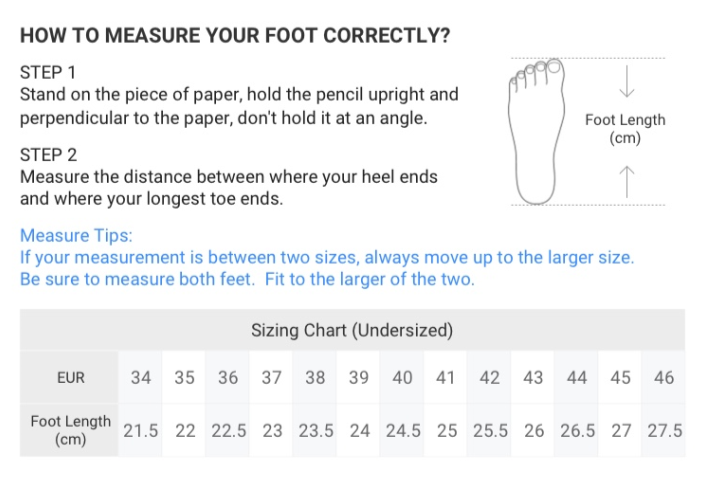 HOW TO MEASURE YOUR FOOT CORRECTLY?
STEP 1
Stand on the piece of paper, hold the pencil upright and
perpendicular to the paper, don't hold it at an angle.
STEP 2
Measure the distance between where your heel ends
and where your longest toe ends.
Foot Length
(cm)
Measure Tips:
If your measurement is between two sizes, always move up to the larger size.
Be sure to measure both feet.  Fit to the larger of the two.
Sizing Chart (Undersized)
EUR 34 35 36 37 38 39 40 41 42 43 44 45 46
Foot Length
(cm) 21.5 22 22.5 23 23.5 24 24.5 25 25.5 26 26.5 27 27.5